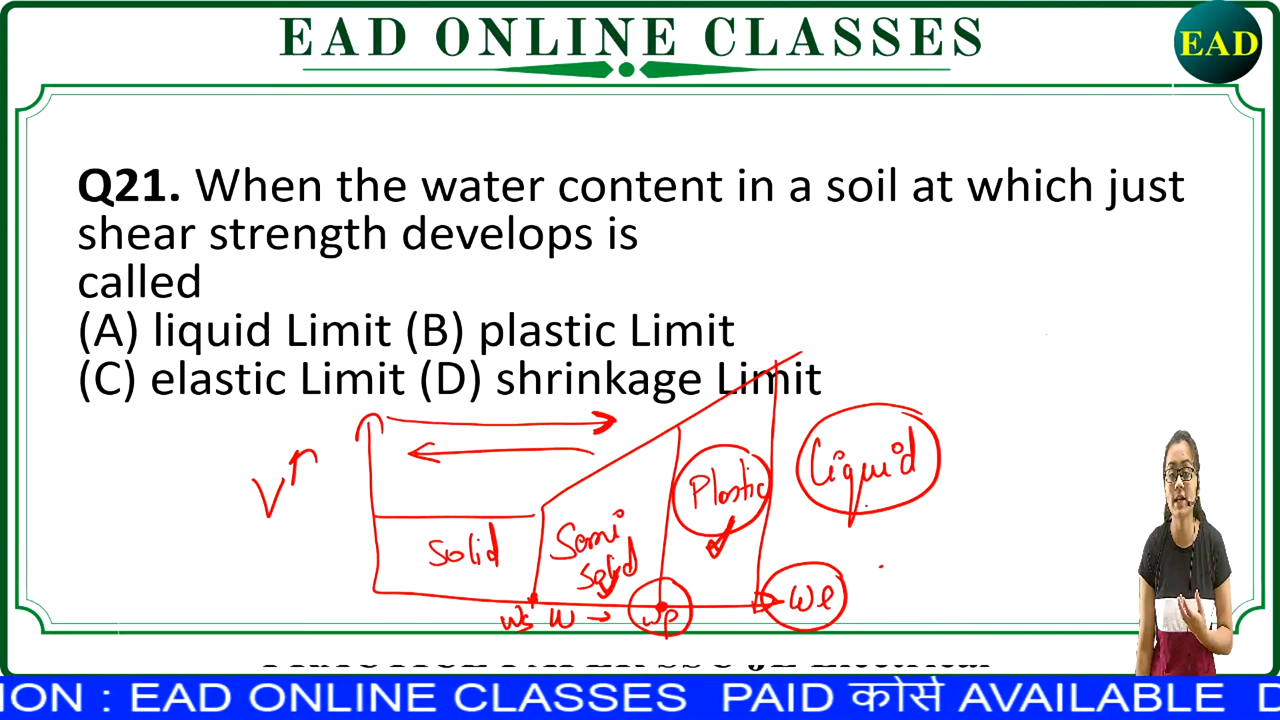 EAD ONLINE CLASSES
EAD
Q21. When the water content in a soil at which just
shear strength develops is
called
(A) liquid Limit (B) plastic Limit
(C) elastic Limit (D) shrinkage Limit
V
Solid
Semi
solid
Plastic
Liquid
Ws W → wp wl
ION : EAD ONLINE CLASSES PAID कोर्स AVAILABLE D